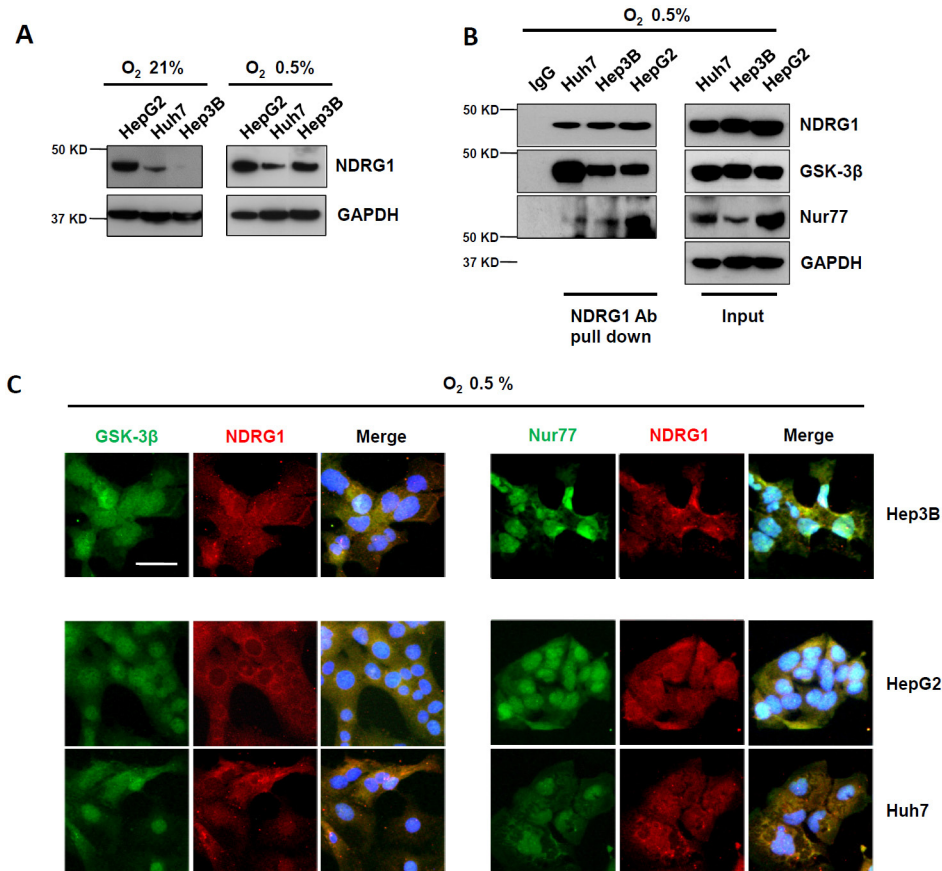 A
O2 21%
O2 0.5%
HepG2
Huh7
Hep3B
HepG2
Huh7
Hep3B
50 KD
NDRG1
37 KD
GAPDH
B
O2 0.5%
IgG
Huh7
Hep3B
HepG2
Huh7
Hep3B
HepG2
50 KD
NDRG1
50 KD
GSK-3β
Nur77
50 KD
37 KD
GAPDH
NDRG1 Ab
pull down
Input
C
O2 0.5 %
GSK-3β NDRG1 Merge
Nur77 NDRG1 Merge
Hep3B
HepG2
Huh7